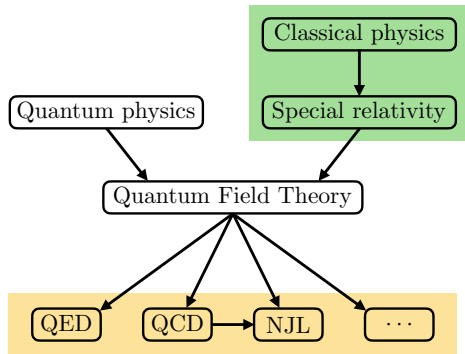 Classical physics
Quantum physics
Special relativity
Quantum Field Theory
QED
QCD
NJL
···